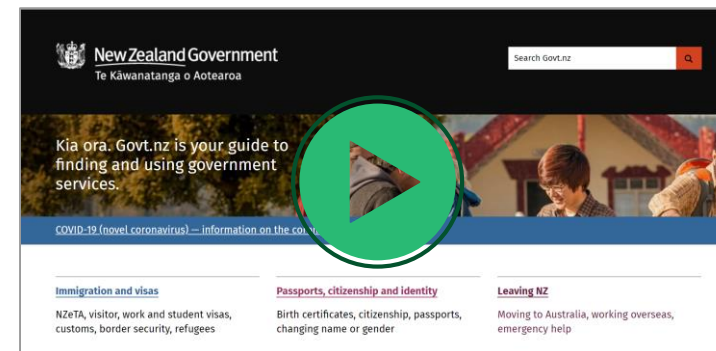 New Zealand Government
Te Kāwanatanga o Aotearoa
Search Govt.nz
Kia ora. Govt.nz is your guide to
finding and using government
services.
COVID-19 (novel coronavirus) — information on the
Immigration and visas
NZeTA, visitor, work and student visas,
customs, border security, refugees
Passports, citizenship and identity
Birth certificates, citizenship, passports,
changing name or gender
Leaving NZ
Moving to Australia, working overseas,
emergency help